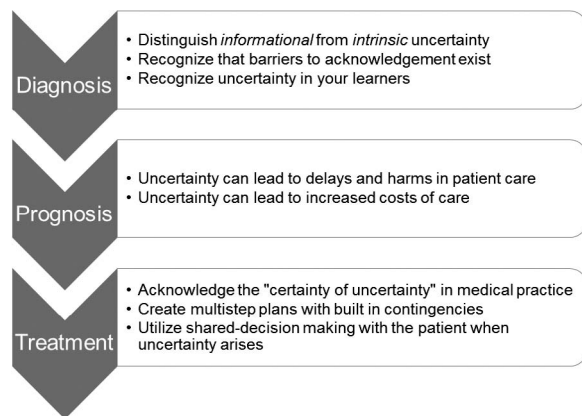 Diagnosis
• Distinguish informational from intrinsic uncertainty
• Recognize that barriers to acknowledgement exist
• Recognize uncertainty in your learners
Prognosis
• Uncertainty can lead to delays and harms in patient care
• Uncertainty can lead to increased costs of care
Treatment
• Acknowledge the "certainty of uncertainty" in medical practice
• Create multistep plans with built in contingencies
• Utilize shared-decision making with the patient when
uncertainty arises